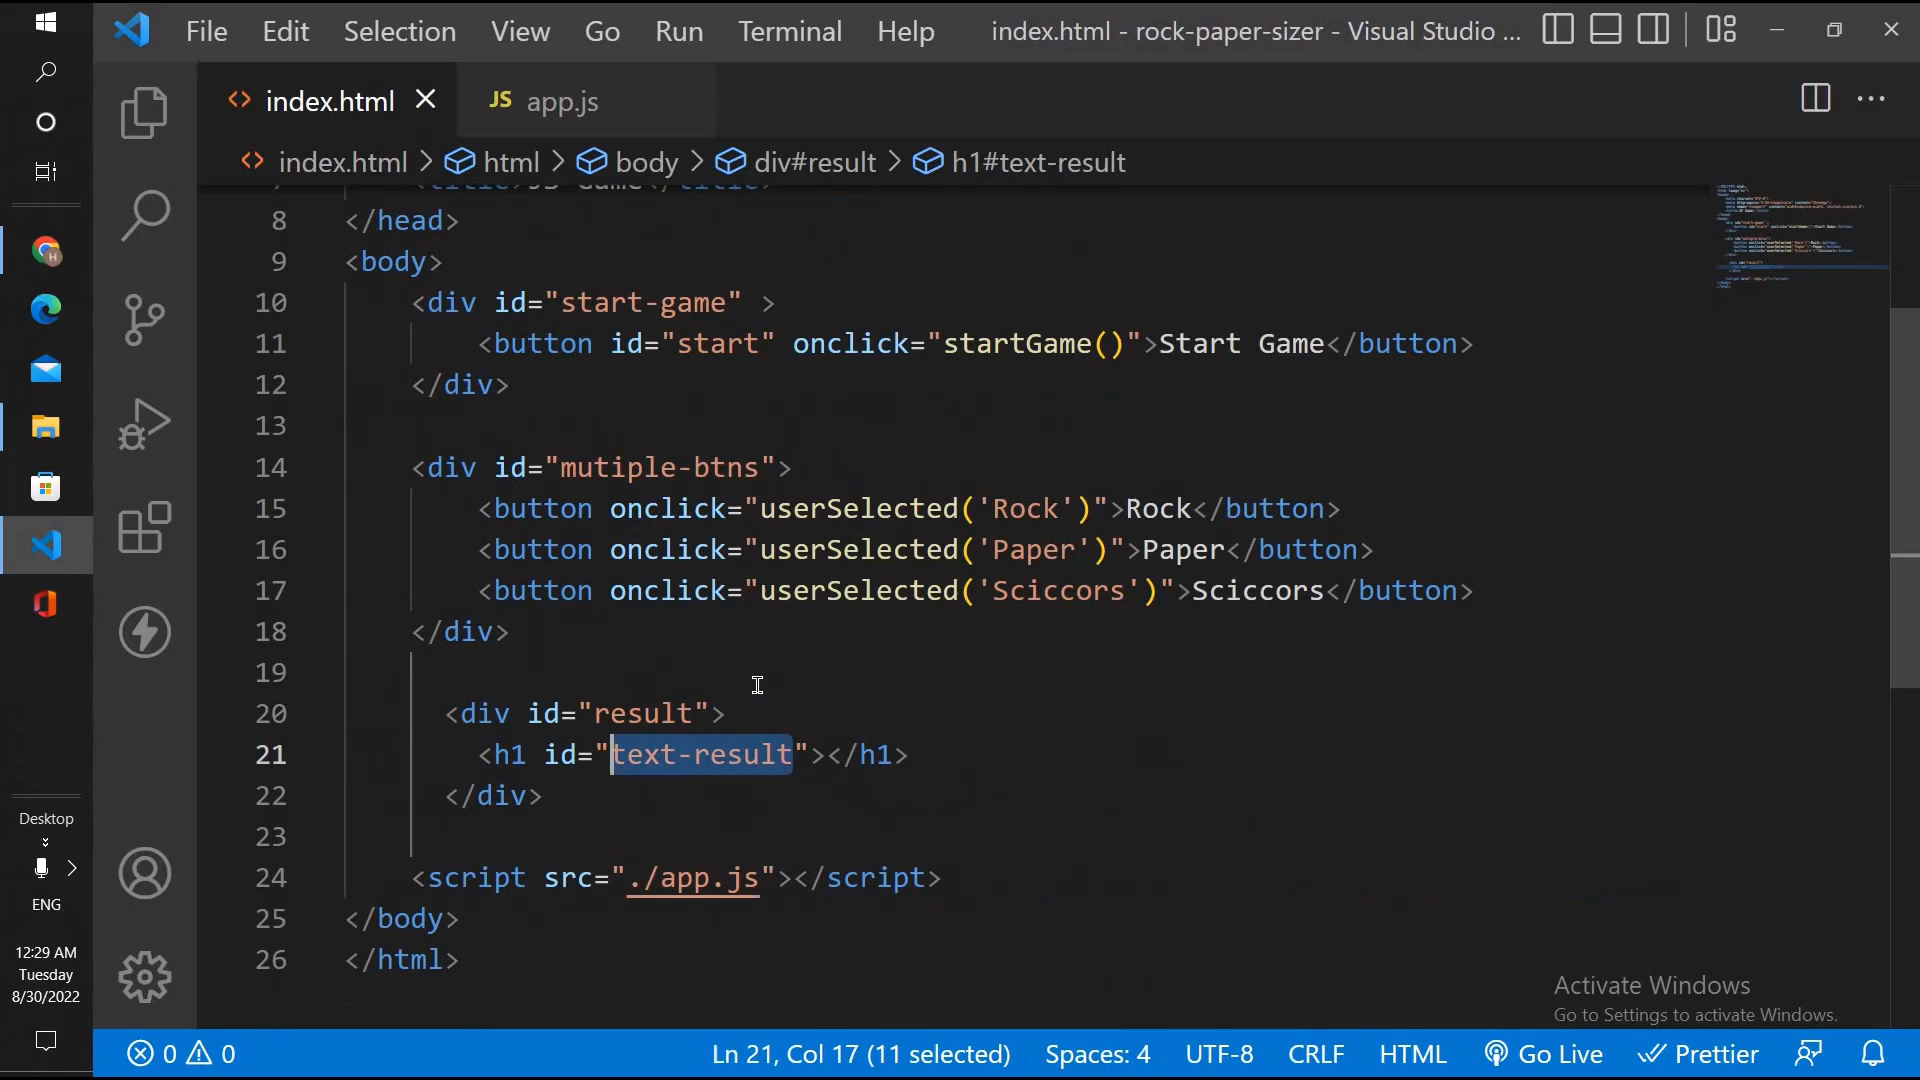 File Edit Selection View Go Run Terminal Help index.html - rock-paper-sizer - Visual Studio ...
index.html JS app.js
index.html > html > body > div#result > h1#text-result
8 </head>
9 <body>
10 <div id="start-game" >
11 <button id="start" onclick="startGame()">Start Game</button>
12 </div>
13
14 <div id="mutiple-btns">
15 <button onclick="userSelected('Rock')">Rock</button>
16 <button onclick="userSelected('Paper')">Paper</button>
17 <button onclick="userSelected('Sciccors')">Sciccors</button>
18 </div>
19
20 <div id="result">
21 <h1 id="text-result"></h1>
22 </div>
23
24 <script src="./app.js"></script>
25 </body>
26 </html>
Desktop
ENG
12:29 AM
Tuesday
8/30/2022
Activate Windows
Go to Settings to activate Windows.
0 0 Ln 21, Col 17 (11 selected) Spaces: 4 UTF-8 CRLF HTML Go Live Prettier